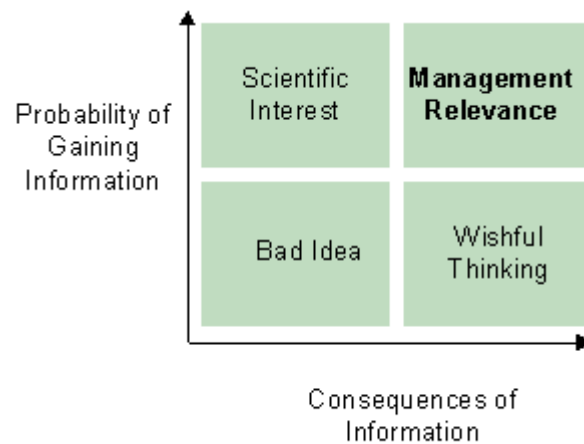 Scientific
Interest
Management
Relevance
Probability of
Gaining
Information
Bad Idea
Wishful
Thinking
Consequences of
Information